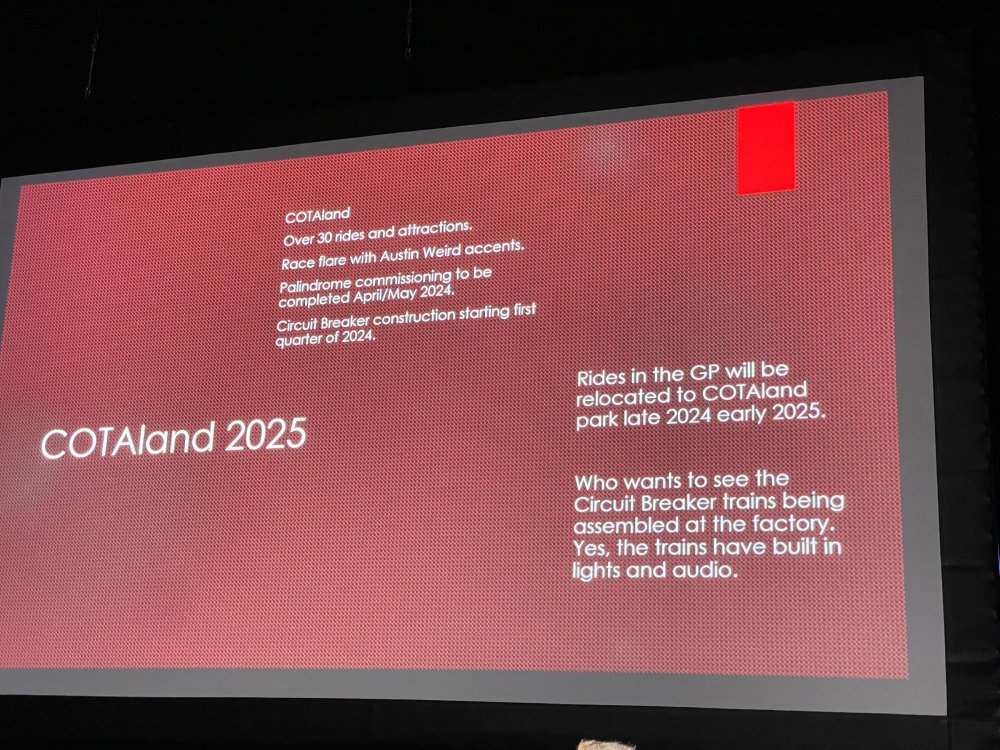 COTAland
Over 30 rides and attractions.
Race flare with Austin Weird accents.
Palindrome commissioning to be
completed April/May 2024.
Circuit Breaker construction starting first
quarter of 2024.
COTAland 2025
Rides in the GP will be
relocated to COTAland
park late 2024 early 2025.
Who wants to see the
Circuit Breaker trains being
assembled at the factory.
Yes, the trains have built in
lights and audio.